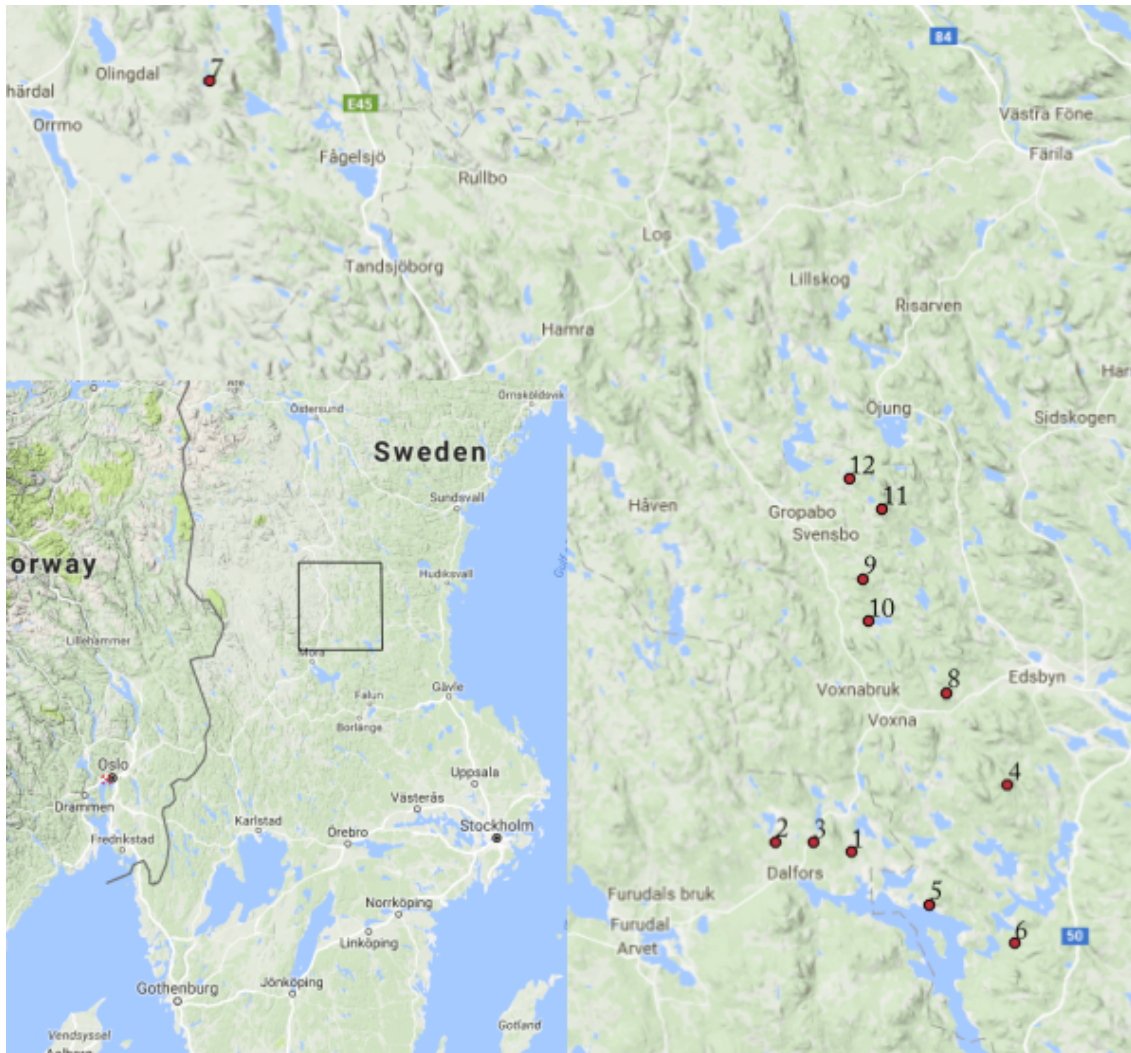 84
7
Olingdal
härdal
E45
Västra Föne
Orrmo
Fågelsjö
Färila
Rullbo
Los
Tandsjöborg
Lillskog
Risarven
Hamra
Har
Öjung
Sidskogen
Örnsköldsvik
Östersund
Sweden
12
11
Håven
Gropabo
Svensbo
Sundsvall
orway
9
Gulf
Hudiksvall
10
Lillehammer
Mora
Edsbyn
8
Voxnabruk
Voxna
Falun
Gävle
Borlänge
4
Oslo
Uppsala
Drammen
Västerås
Karlstad
Örebro
Stockholm
Fredrikstad
2
3
1
Dalfors
Furudals bruk
5
Norrköping
Furudal
6
50
Linköping
Arvet
Jönköping
Gothenburg
Gotland
Vendsyssel
Aalborg